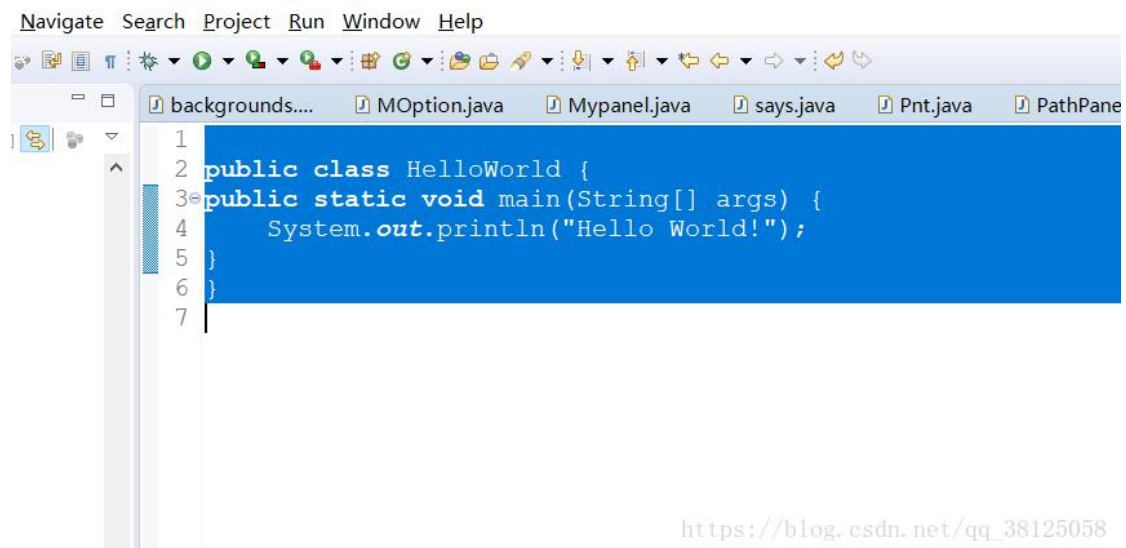 Navigate Search Project Run Window Help
backgrounds.... MOption.java Mypanel.java says.java Pnt.java PathPane
1
2 public class HelloWorld {
3 public static void main(String[] args) {
4 System.out.println("Hello World!");
5 }
6 }
7
https://blog.csdn.net/qq_38125058